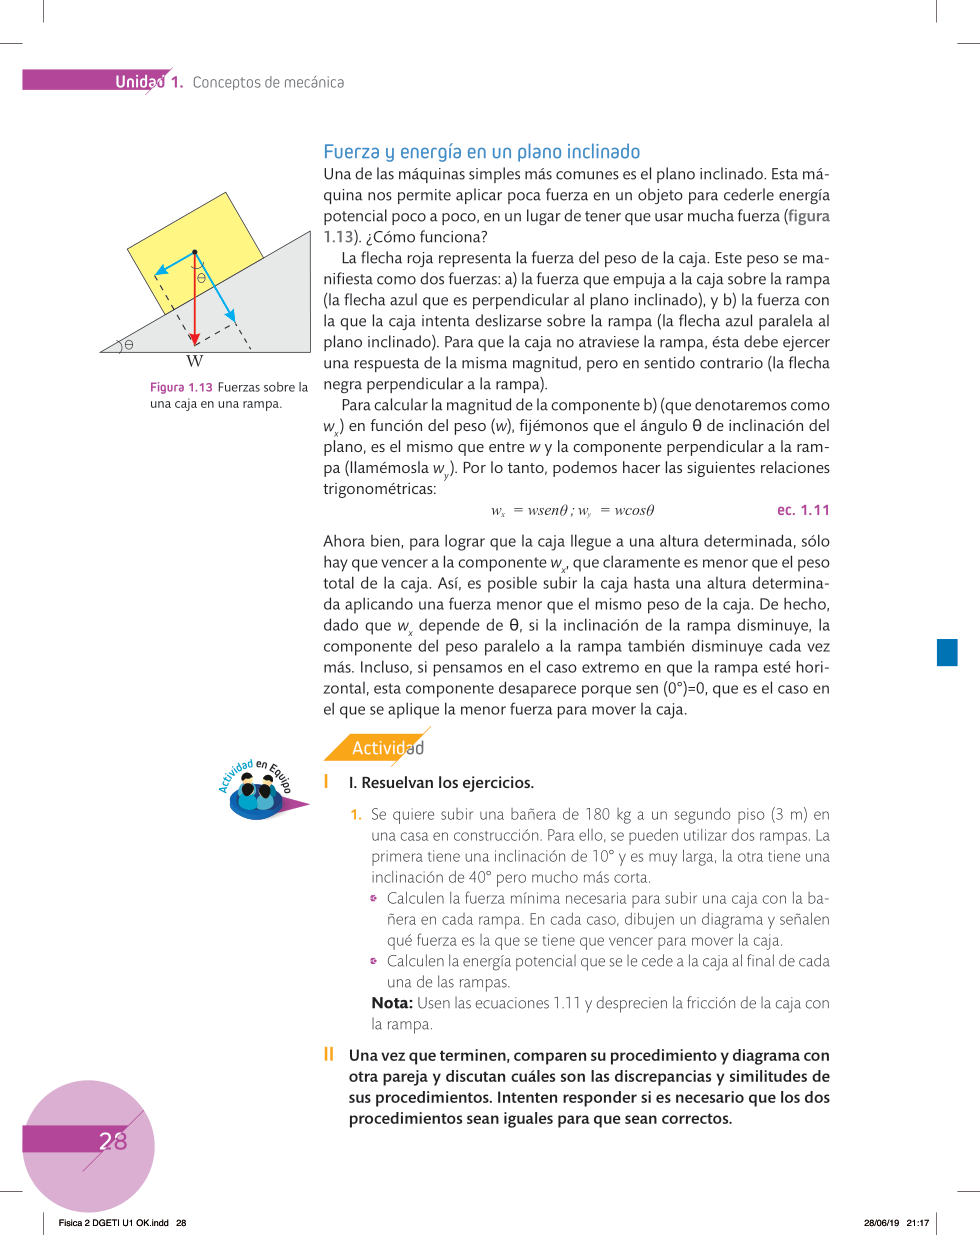 Unidad 1. Conceptos de mecánica
Fuerza y energía en un plano inclinado
Una de las máquinas simples más comunes es el plano inclinado. Esta má-
quina nos permite aplicar poca fuerza en un objeto para cederle energía
potencial poco a poco, en un lugar de tener que usar mucha fuerza (figura
1.13). ¿Cómo funciona?
La flecha roja representa la fuerza del peso de la caja. Este peso se ma-
nifiesta como dos fuerzas: a) la fuerza que empuja a la caja sobre la rampa
(la flecha azul que es perpendicular al plano inclinado), y b) la fuerza con
la que la caja intenta deslizarse sobre la rampa (la flecha azul paralela al
plano inclinado). Para que la caja no atraviese la rampa, ésta debe ejercer
una respuesta de la misma magnitud, pero en sentido contrario (la flecha
negra perpendicular a la rampa).
θ
θ
W
Figura 1.13 Fuerzas sobre la
una caja en una rampa.
Para calcular la magnitud de la componente b) (que denotaremos como
wx) en función del peso (w), fijémonos que el ángulo θ de inclinación del
plano, es el mismo que entre w y la componente perpendicular a la ram-
pa (llamémosla wy). Por lo tanto, podemos hacer las siguientes relaciones
trigonométricas:
wx = wsenθ ; wy = wcosθ ec. 1.11
Ahora bien, para lograr que la caja llegue a una altura determinada, sólo
hay que vencer a la componente wx, que claramente es menor que el peso
total de la caja. Así, es posible subir la caja hasta una altura determina-
da aplicando una fuerza menor que el mismo peso de la caja. De hecho,
dado que wx depende de θ, si la inclinación de la rampa disminuye, la
componente del peso paralelo a la rampa también disminuye cada vez
más. Incluso, si pensamos en el caso extremo en que la rampa esté hori-
zontal, esta componente desaparece porque sen (0°)=0, que es el caso en
el que se aplique la menor fuerza para mover la caja.
Actividad
Actividad en Equipo
I I. Resuelvan los ejercicios.
1. Se quiere subir una bañera de 180 kg a un segundo piso (3 m) en
una casa en construcción. Para ello, se pueden utilizar dos rampas. La
primera tiene una inclinación de 10° y es muy larga, la otra tiene una
inclinación de 40° pero mucho más corta.
Calculen la fuerza mínima necesaria para subir una caja con la ba-
ñera en cada rampa. En cada caso, dibujen un diagrama y señalen
qué fuerza es la que se tiene que vencer para mover la caja.
Calculen la energía potencial que se le cede a la caja al final de cada
una de las rampas.
Nota: Usen las ecuaciones 1.11 y desprecien la fricción de la caja con
la rampa.
II Una vez que terminen, comparen su procedimiento y diagrama con
otra pareja y discutan cuáles son las discrepancias y similitudes de
sus procedimientos. Intenten responder si es necesario que los dos
procedimientos sean iguales para que sean correctos.
28
Fisica 2 DGETI U1 OK.indd 28 28/06/19 21:17